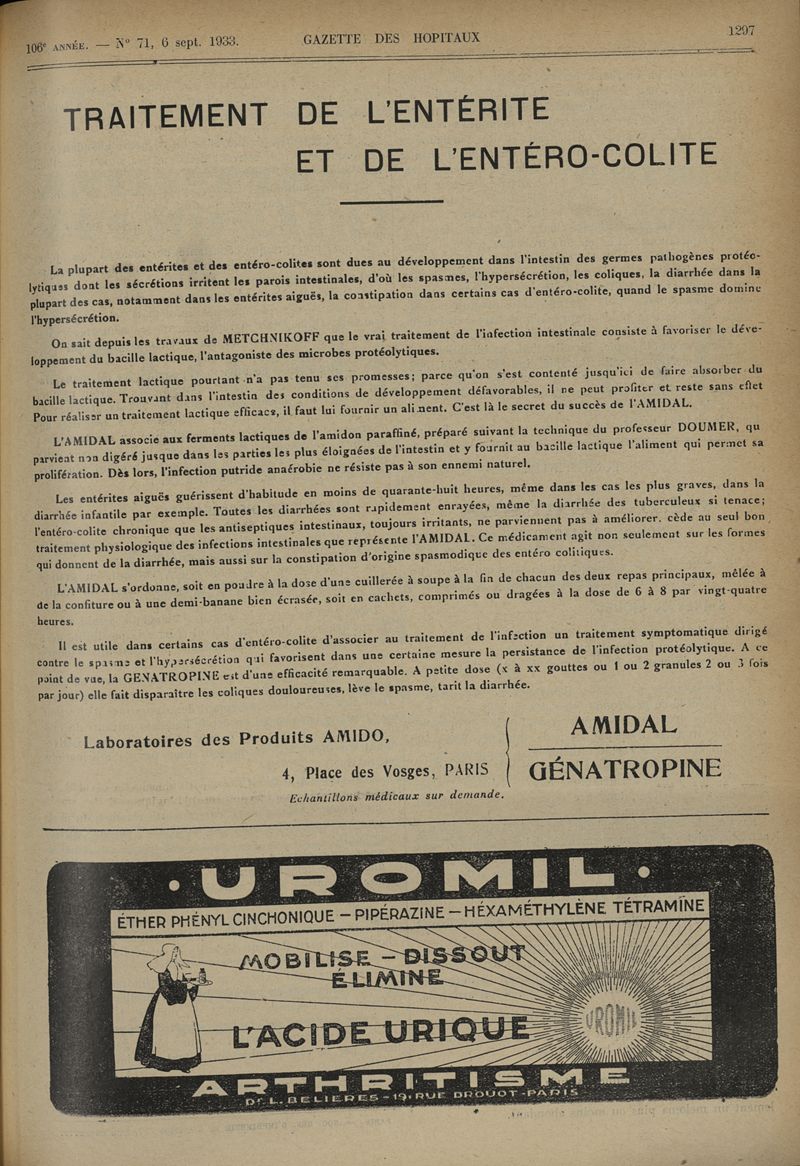 106e ANNÉE. — N° 71, 6 sept. 1933. GAZETTE DES HOPITAUX 1297
TRAITEMENT DE L'ENTÉRITE
ET DE L'ENTÉRO-COLITE
La plupart des entérites et des entéro-colites sont dues au développement dans l'intestin des germes pathogènes protéo-
lytiques dont les sécrétions irritent les parois intestinales, d'où les spasmes, l'hypersécrétion, les coliques, la diarrhée dans la
plupart des cas, notamment dans les entérites aiguës, la constipation dans certains cas d'entéro-colite, quand le spasme domine
l'hypersécrétion.
On sait depuis les travaux de METCHNIKOFF que le vrai traitement de l'infection intestinale consiste à favoriser le déve-
loppement du bacille lactique, l'antagoniste des microbes protéolytiques.
Le traitement lactique pourtant n'a pas tenu ses promesses; parce qu'on s'est contenté jusqu'ici de faire absorber du
bacille lactique. Trouvant dans l'intestin des conditions de développement défavorables, il ne peut profiter et reste sans effet
Pour réaliser un traitement lactique efficace, il faut lui fournir un aliment. C'est là le secret du succès de l'AMIDAL.
L'AMIDAL associe aux ferments lactiques de l'amidon paraffiné, préparé suivant la technique du professeur DOUMER, qu
parvient non digéré jusque dans les parties les plus éloignées de l'intestin et y fournit au bacille lactique l'aliment qui permet sa
prolifération. Dès lors, l'infection putride anaérobie ne résiste pas à son ennemi naturel.
Les entérites aiguës guérissent d'habitude en moins de quarante-huit heures, même dans les cas les plus graves, dans la
diarrhée infantile par exemple. Toutes les diarrhées sont rapidement enrayées, même la diarrhée des tuberculeux si tenace;
l'entéro-colite chronique que les antiseptiques intestinaux, toujours irritants, ne parviennent pas à améliorer, cède au seul bon
traitement physiologique des infections intestinales que représente l'AMIDAL. Ce médicament agit non seulement sur les formes
qui donnent de la diarrhée, mais aussi sur la constipation d'origine spasmodique des entéro colitiques.
L'AMIDAL s'ordonne, soit en poudre à la dose d'une cuillerée à soupe à la fin de chacun des deux repas principaux, mêlée à
de la confiture ou à une demi-banane bien écrasée, soit en cachets, comprimés ou dragées à la dose de 6 à 8 par vingt-quatre
heures.
Il est utile dans certains cas d'entéro-colite d'associer au traitement de l'infection un traitement symptomatique dirigé
contre le spasme et l'hypersécrétion qui favorisent dans une certaine mesure la persistance de l'infection protéolytique. A ce
point de vue, la GENATROPINE est d'une efficacité remarquable. A petite dose (x à xx gouttes ou 1 ou 2 granules 2 ou 3 fois
par jour) elle fait disparaître les coliques douloureuses, lève le spasme, tarit la diarrhée.
Laboratoires des Produits AMIDO,
4, Place des Vosges, PARIS
Echantillons médicaux sur demande.
AMIDAL
GÉNATROPINE
• UROMIL •
ÉTHER PHÉNYL CINCHONIQUE – PIPÉRAZINE – HÉXAMÉTHYLÈNE TÉTRAMINE
MOBILISE – DISSOUT
ÉLIMINE
L'ACIDE URIQUE
UROMIL
ARTHRITISME
Dr L. BELIERES - 19, RUE DROUOT - PARIS